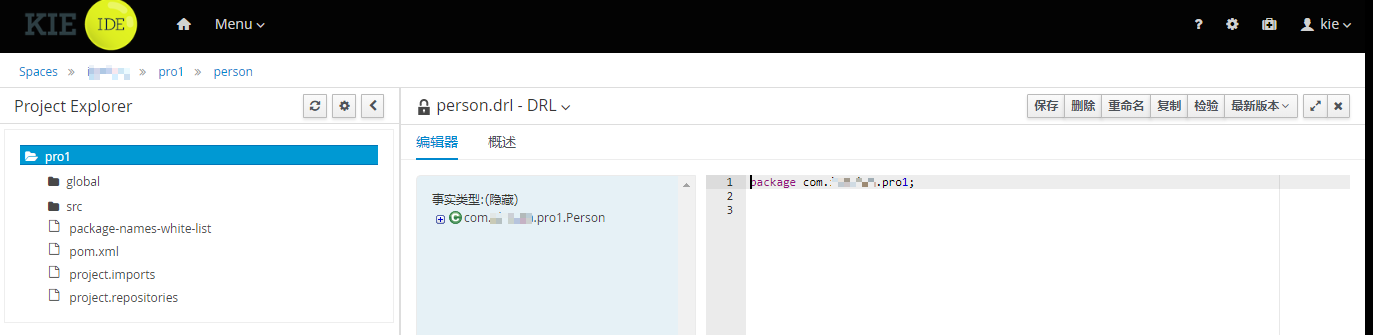 KIE IDE Menu ? kie
Spaces » » pro1 » person
Project Explorer
person.drl - DRL
保存 删除 重命名 复制 检验 最新版本
编辑器 概述
pro1
global
src
package-names-white-list
pom.xml
project.imports
project.repositories
事实类型:(隐藏)
com. .pro1.Person
1 package com. .pro1;
2
3